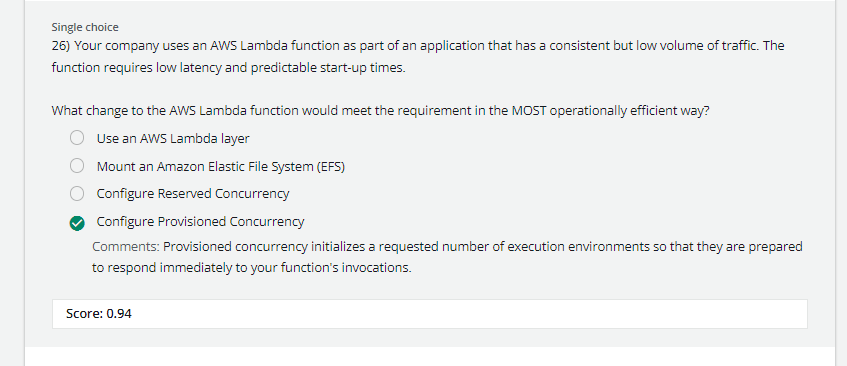 Single choice
26) Your company uses an AWS Lambda function as part of an application that has a consistent but low volume of traffic. The
function requires low latency and predictable start-up times.
What change to the AWS Lambda function would meet the requirement in the MOST operationally efficient way?
Use an AWS Lambda layer
Mount an Amazon Elastic File System (EFS)
Configure Reserved Concurrency
Configure Provisioned Concurrency
Comments: Provisioned concurrency initializes a requested number of execution environments so that they are prepared
to respond immediately to your function's invocations.
Score: 0.94